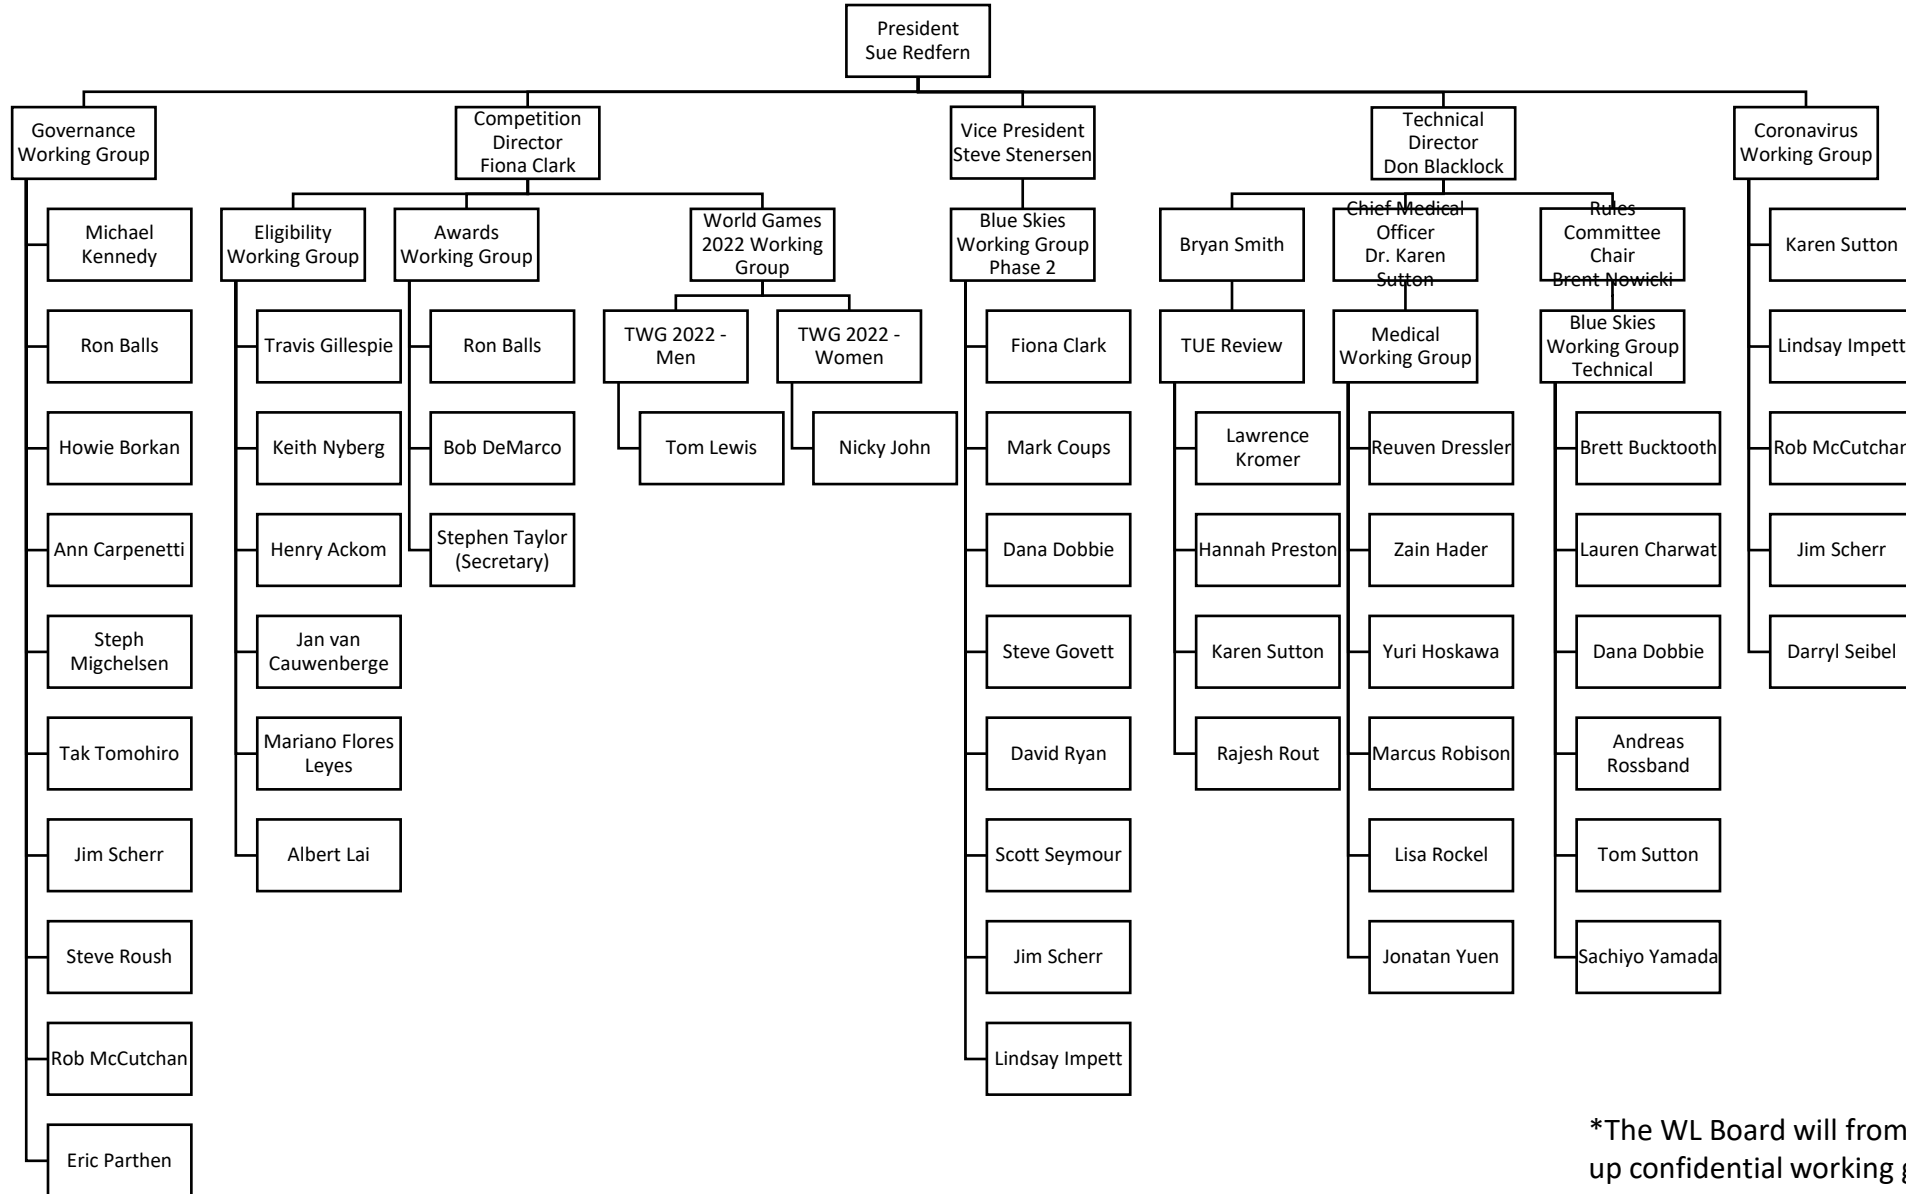 President
Sue Redfern
Governance
Working Group
Competition
Director
Fiona Clark
Vice President
Steve Stenersen
Technical
Director
Don Blacklock
Coronavirus
Working Group
Michael
Kennedy
Ron Balls
Howie Borkan
Ann Carpenetti
Steph
Migchelsen
Tak Tomohiro
Jim Scherr
Steve Roush
Rob McCutchan
Eric Parthen
Eligibility
Working Group
Travis Gillespie
Keith Nyberg
Henry Ackom
Jan van
Cauwenberge
Mariano Flores
Leyes
Albert Lai
Awards
Working Group
Ron Balls
Bob DeMarco
Stephen Taylor
(Secretary)
World Games
2022 Working
Group
TWG 2022 -
Men
Tom Lewis
TWG 2022 -
Women
Nicky John
Blue Skies
Working Group
Phase 2
Fiona Clark
Mark Coups
Dana Dobbie
Steve Govett
David Ryan
Scott Seymour
Jim Scherr
Lindsay Impett
Bryan Smith
TUE Review
Lawrence
Kromer
Hannah Preston
Karen Sutton
Rajesh Rout
Chief Medical
Officer
Dr. Karen
Sutton
Medical
Working Group
Reuven Dressler
Zain Hader
Yuri Hoskawa
Marcus Robison
Lisa Rockel
Jonatan Yuen
Rules
Committee
Chair
Brent Nowicki
Blue Skies
Working Group
Technical
Brett Bucktooth
Lauren Charwat
Dana Dobbie
Andreas
Rossband
Tom Sutton
Sachiyo Yamada
Karen Sutton
Lindsay Impett
Rob McCutchan
Jim Scherr
Darryl Seibel
*The WL Board will from
up confidential working g